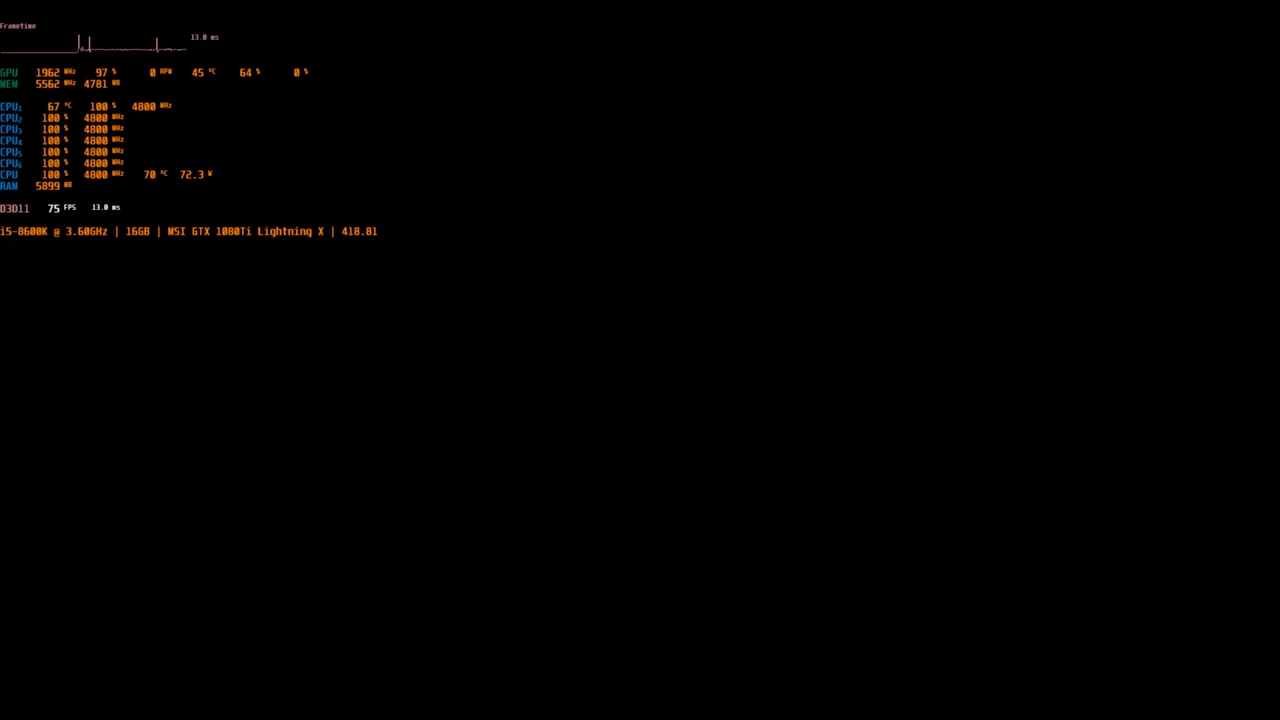 Frametime
13.0 ms
GPU 1962 MHz 97 % 0 RPM 45 °C 64 % 0 %
MEM 5562 MHz 4781 MB
CPU1 67 °C 100 % 4800 MHz
CPU2 100 % 4800 MHz
CPU3 100 % 4800 MHz
CPU4 100 % 4800 MHz
CPU5 100 % 4800 MHz
CPU6 100 % 4800 MHz
CPU 100 % 4800 MHz 70 °C 72.3 W
RAM 5899 MB
D3D11 75 FPS 13.0 ms
i5-8600K @ 3.60GHz | 16GB | MSI GTX 1080Ti Lightning X | 418.81